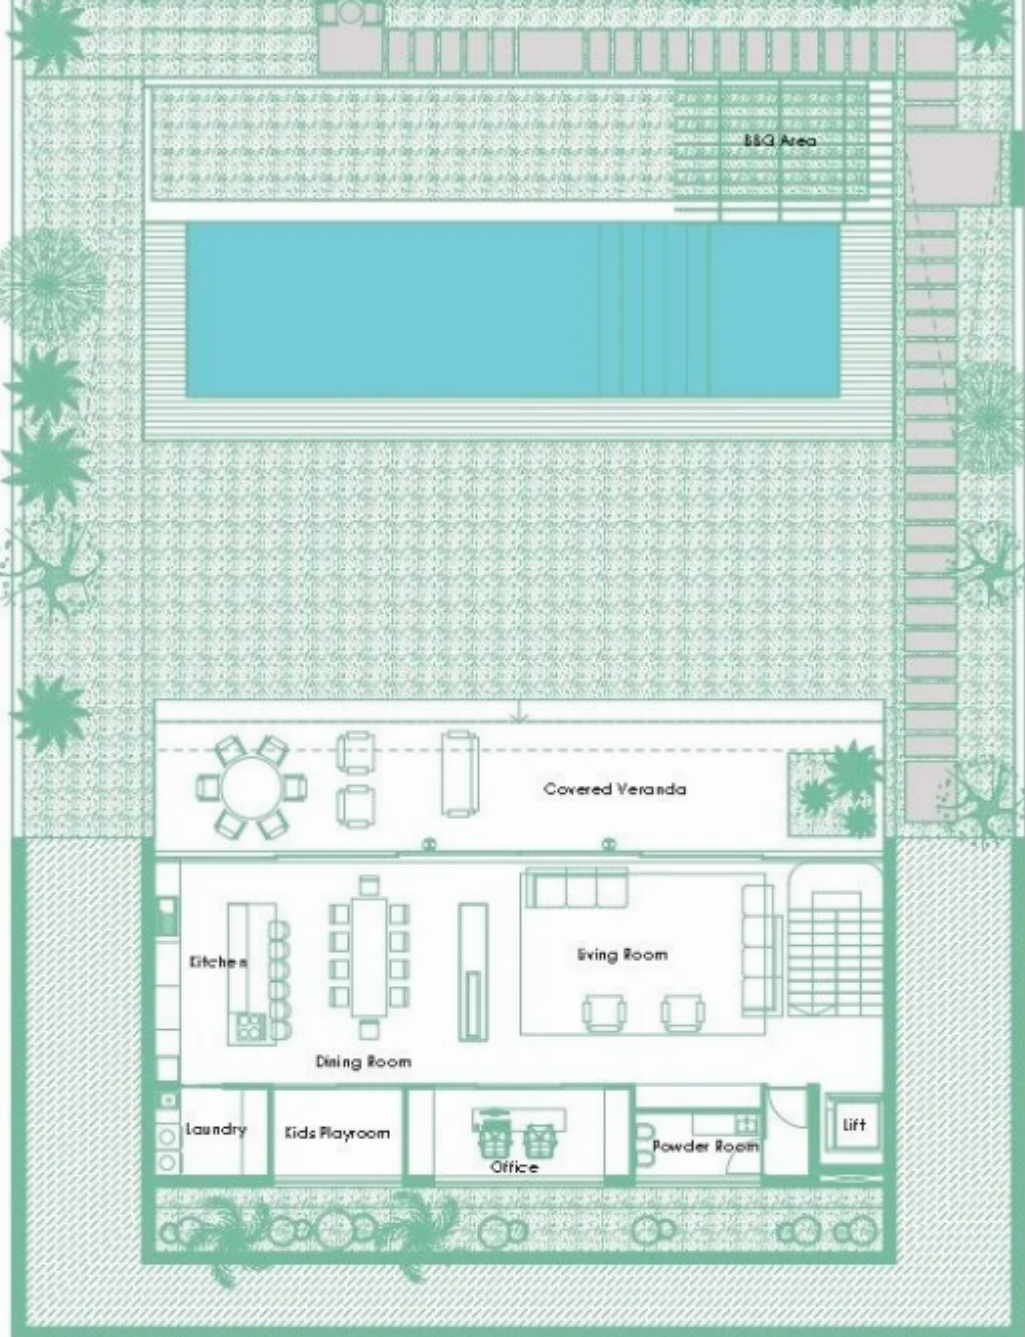 BBQ Area
Covered Veranda
Kitchen
Living Room
Dining Room
Laundry
Kids Playroom
Office
Powder Room
Lift